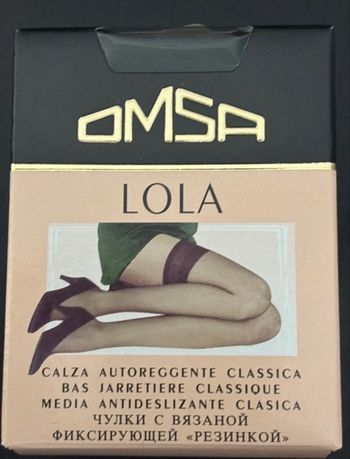 OMSA
LOLA
CALZA AUTOREGGENTE CLASSICA
BAS JARRETIERE CLASSIQUE
MEDIA ANTIDESLIZANTE CLASICA
ЧУЛКИ С ВЯЗАНОЙ
ФИКСИРУЮЩЕЙ «РЕЗИНКОЙ»